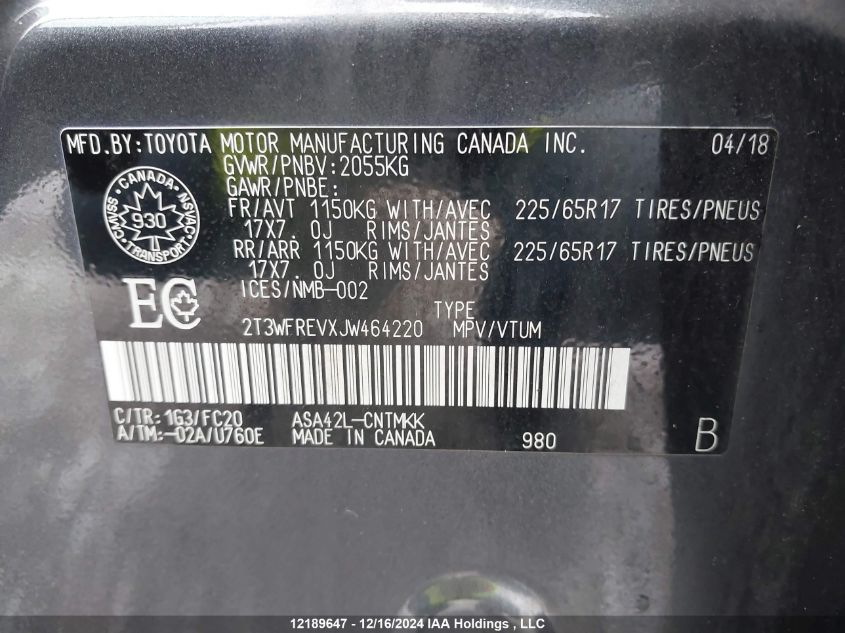 MFD.BY:TOYOTA MOTOR MANUFACTURING CANADA INC. 04/18
GVWR/PNBV:2055KG
GAWR/PNBE:
FR/AVT 1150KG WITH/AVEC 225/65R17 TIRES/PNEUS
17X7.0J RIMS/JANTES
RR/ARR 1150KG WITH/AVEC 225/65R17 TIRES/PNEUS
17X7.0J RIMS/JANTES
CANADA
CMVSS 930 NSVAC
TRANSPORT
ICES/NMB-002
EC
TYPE
2T3WFREVXJW464220 MPV/VTUM
C/TR:1G3/FC20 ASA42L-CNTMKK
A/TM:-02A/U760E MADE IN CANADA 980 B
12189647 - 12/16/2024 IAA Holdings , LLC